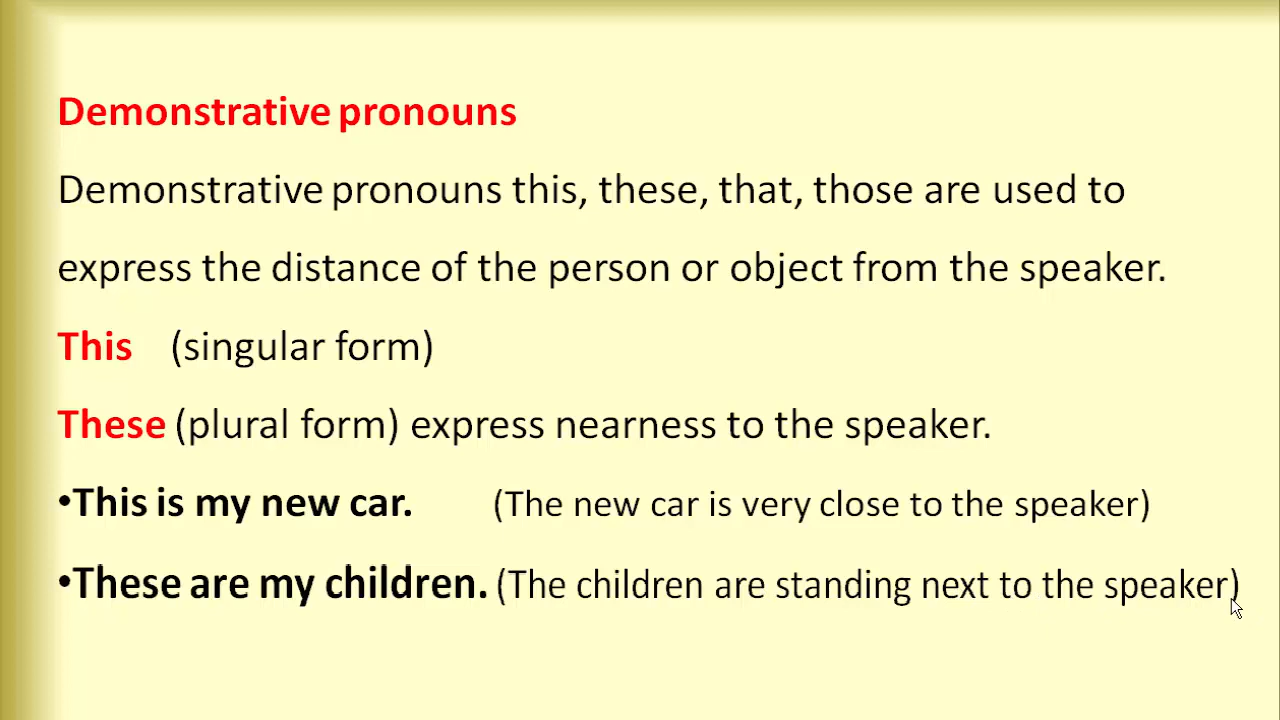 Demonstrative pronouns
Demonstrative pronouns this, these, that, those are used to
express the distance of the person or object from the speaker.
This (singular form)
These (plural form) express nearness to the speaker.
•This is my new car. (The new car is very close to the speaker)
•These are my children. (The children are standing next to the speaker)